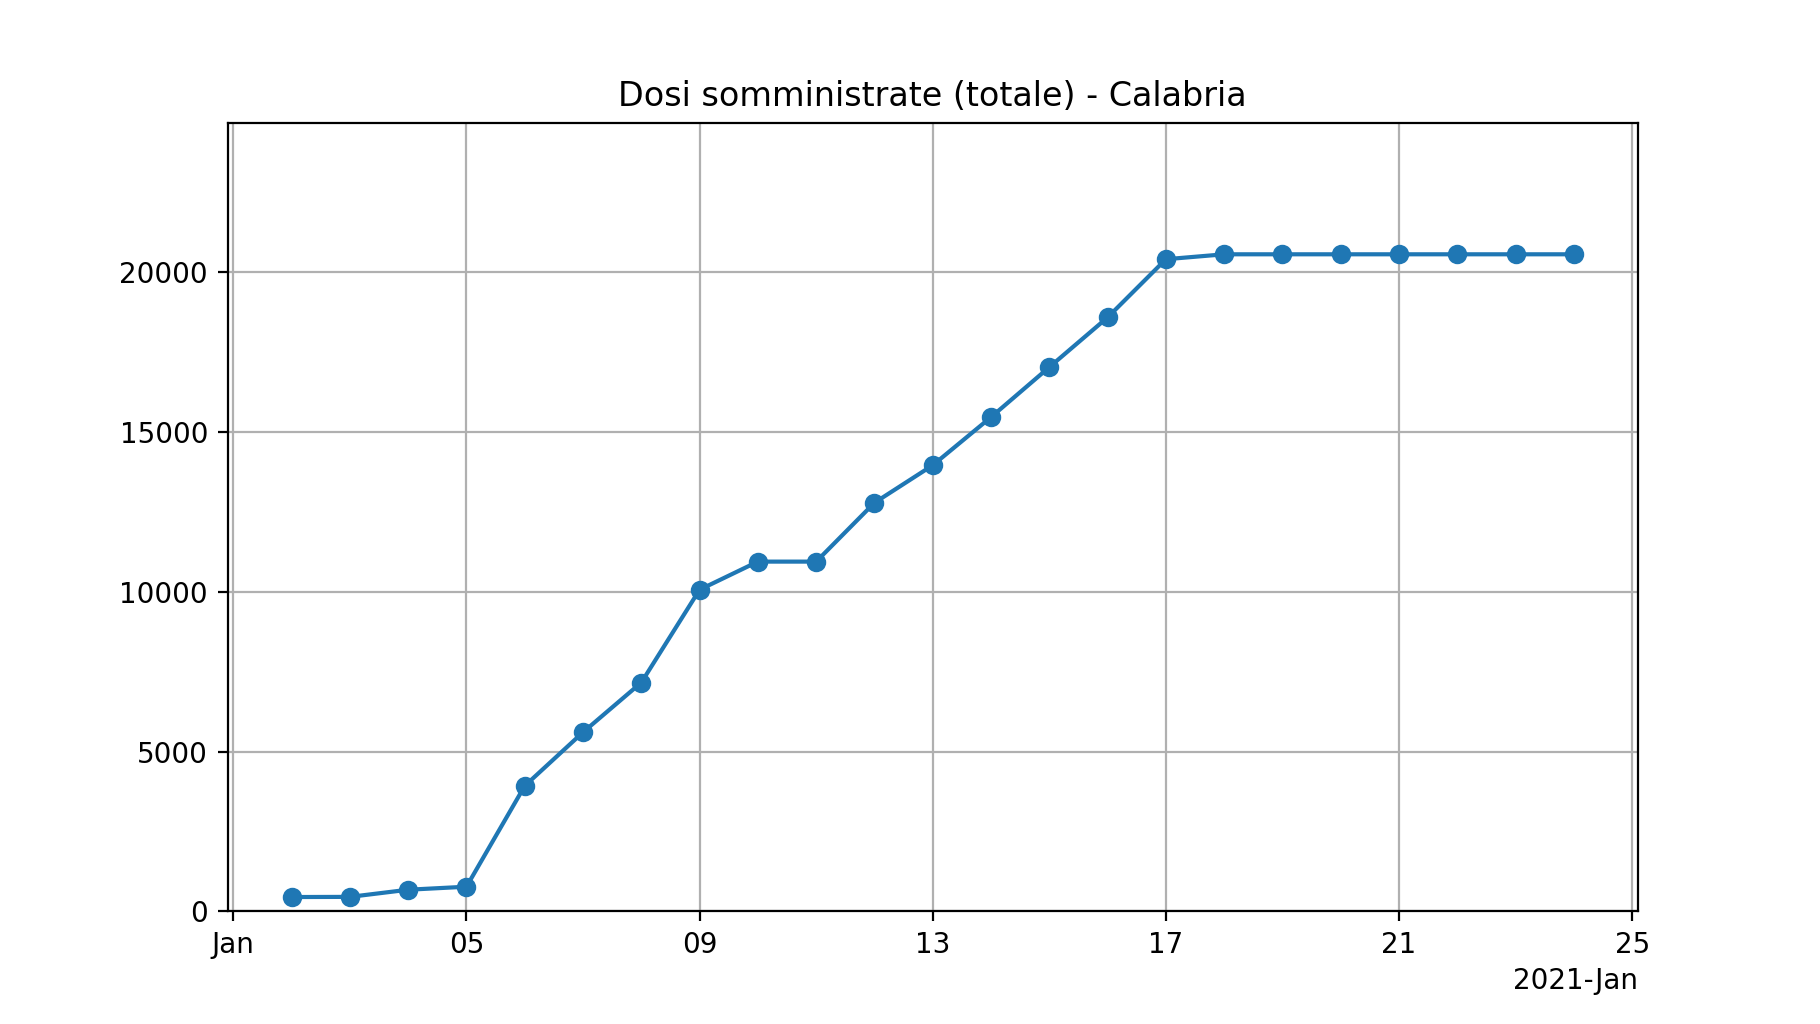 Dosi somministrate (totale) - Calabria
20000
15000
10000
5000
0
Jan 05 09 13 17 21 25
2021-Jan